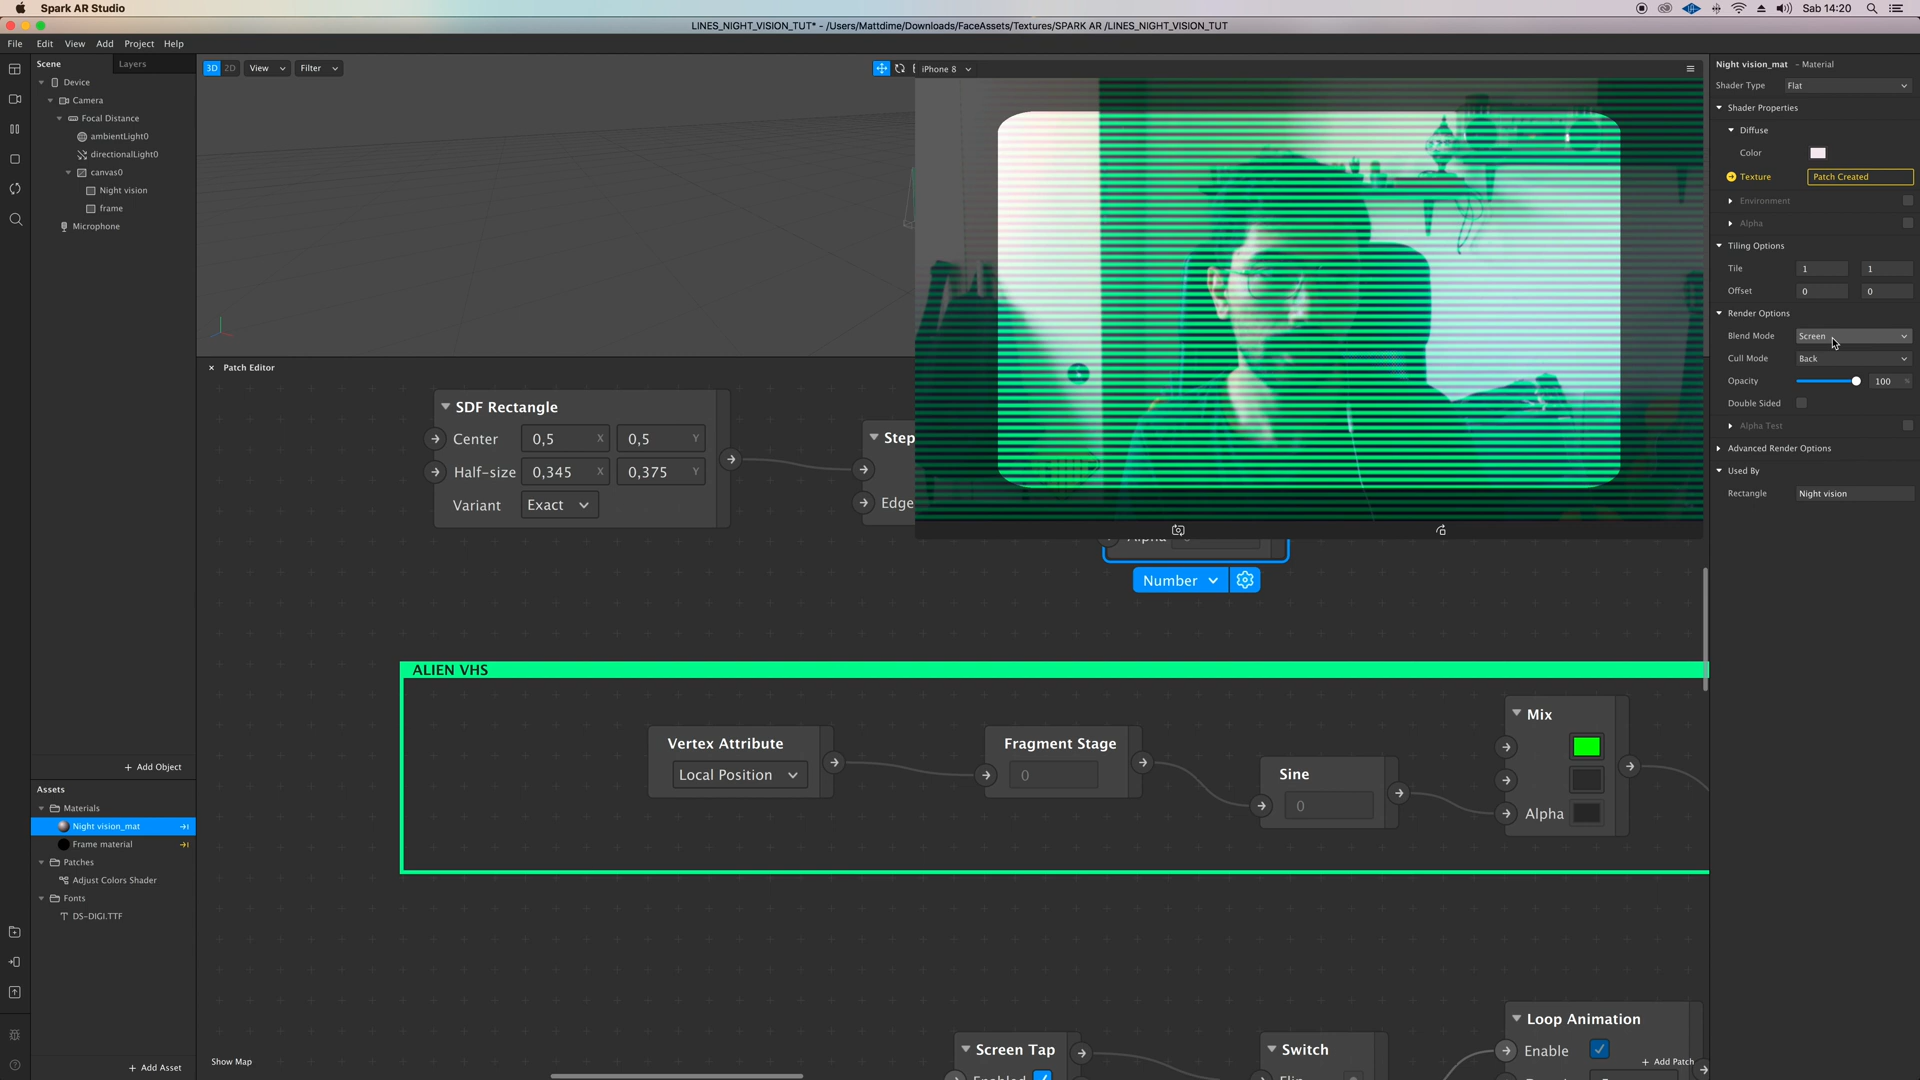 Spark AR Studio
Sab 14:20
LINES_NIGHT_VISION_TUT* - /Users/Mattdime/Downloads/FaceAssets/Textures/SPARK AR /LINES_NIGHT_VISION_TUT
File Edit View Add Project Help
Scene
Layers
Device
Camera
Focal Distance
ambientLight0
directionalLight0
canvas0
Night vision
frame
Microphone
+ Add Object
Assets
Materials
Night vision_mat
Frame material
Patches
Adjust Colors Shader
Fonts
DS-DIGI.TTF
+ Add Asset
3D 2D
View
Filter
iPhone 8
× Patch Editor
SDF Rectangle
Center 0,5 X 0,5 Y
Half-size 0,345 X 0,375 Y
Variant Exact
Step
Edge
Alpha
Number
ALIEN VHS
Vertex Attribute
Local Position
Fragment Stage
0
Sine
0
Mix
Alpha
Screen Tap
Enabled
Switch
Flip
Loop Animation
Enable
Show Map
+ Add Patch
Night vision_mat - Material
Shader Type Flat
Shader Properties
Diffuse
Color
Texture Patch Created
Environment
Alpha
Tiling Options
Tile 1 1
Offset 0 0
Render Options
Blend Mode Screen
Cull Mode Back
Opacity 100 %
Double Sided
Alpha Test
Advanced Render Options
Used By
Rectangle Night vision